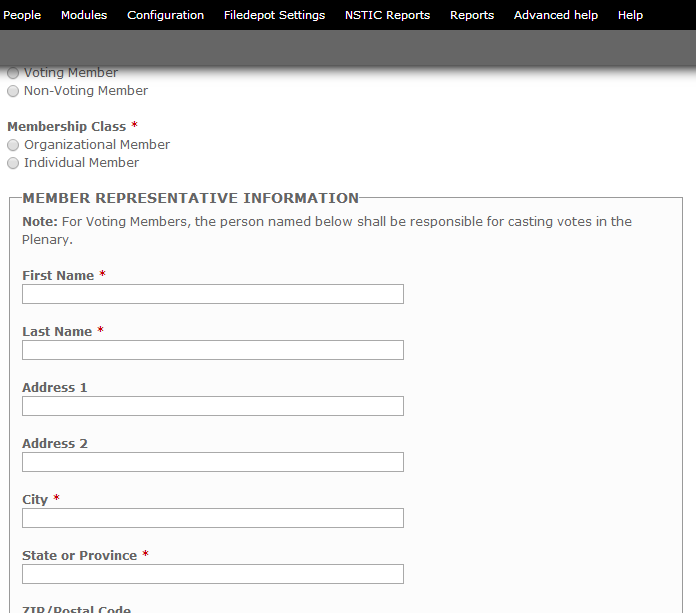 People Modules Configuration Filedepot Settings NSTIC Reports Reports Advanced help Help
Voting Member
Non-Voting Member
Membership Class *
Organizational Member
Individual Member
MEMBER REPRESENTATIVE INFORMATION
Note: For Voting Members, the person named below shall be responsible for casting votes in the
Plenary.
First Name *
Last Name *
Address 1
Address 2
City *
State or Province *
ZIP/Postal Code